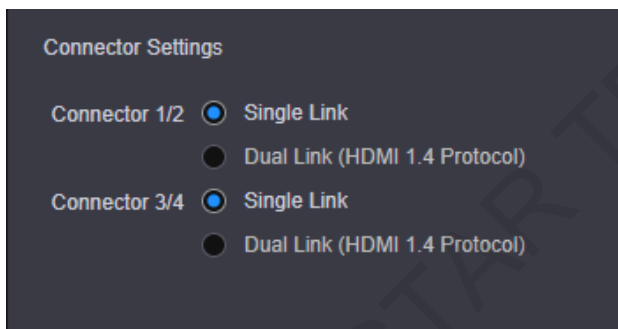 Connector Settings
Connector 1/2 Single Link
Dual Link (HDMI 1.4 Protocol)
Connector 3/4 Single Link
Dual Link (HDMI 1.4 Protocol)